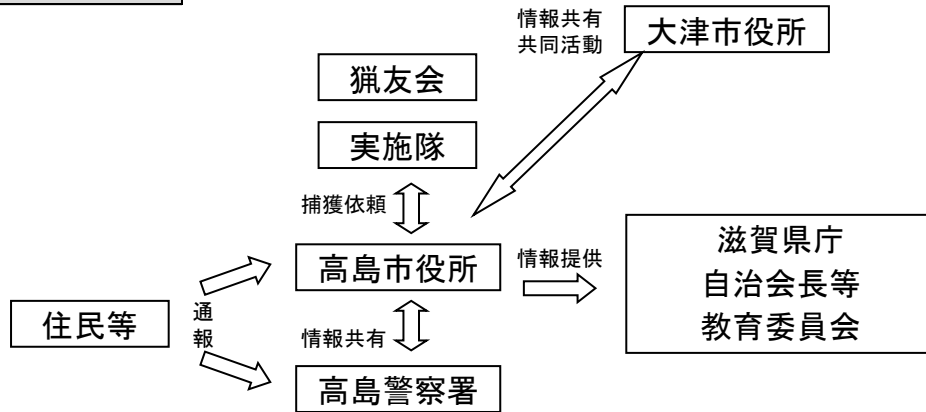 情報共有
共同活動
大津市役所
猟友会
実施隊
捕獲依頼
高島市役所
情報提供
滋賀県庁
自治会長等
教育委員会
住民等
通報
情報共有
高島警察署